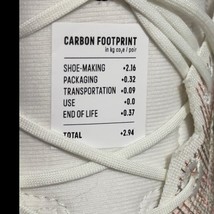 CARBON FOOTPRINT
in kg co₂e / pair
SHOE-MAKING +2.16
PACKAGING +0.32
TRANSPORTATION +0.09
USE +0.0
END OF LIFE +0.37
TOTAL +2.94